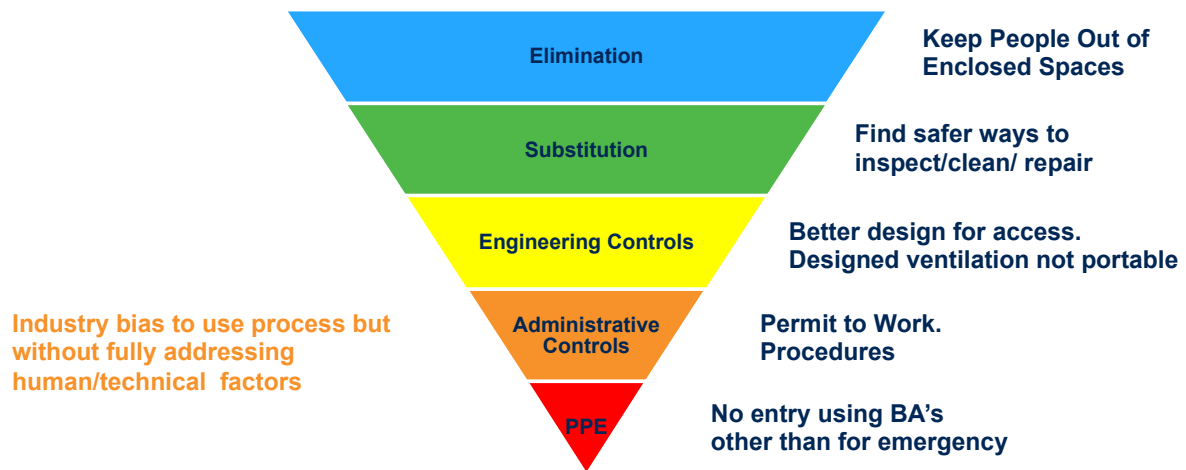 Elimination
Keep People Out of
Enclosed Spaces
Substitution
Find safer ways to
inspect/clean/ repair
Engineering Controls
Better design for access.
Designed ventilation not portable
Industry bias to use process but
without fully addressing
human/technical  factors
Administrative
Controls
Permit to Work.
Procedures
PPE
No entry using BA’s
other than for emergency